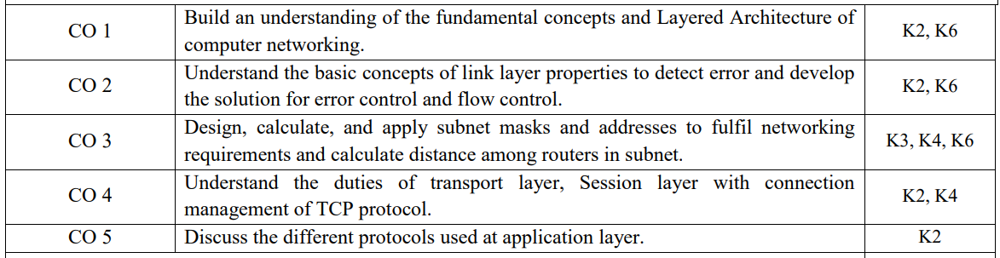 CO 1
Build an understanding of the fundamental concepts and Layered Architecture of
computer networking.
K2, K6
CO 2
Understand the basic concepts of link layer properties to detect error and develop
the solution for error control and flow control.
K2, K6
CO 3
Design, calculate, and apply subnet masks and addresses to fulfil networking
requirements and calculate distance among routers in subnet.
K3, K4, K6
CO 4
Understand the duties of transport layer, Session layer with connection
management of TCP protocol.
K2, K4
CO 5
Discuss the different protocols used at application layer.
K2